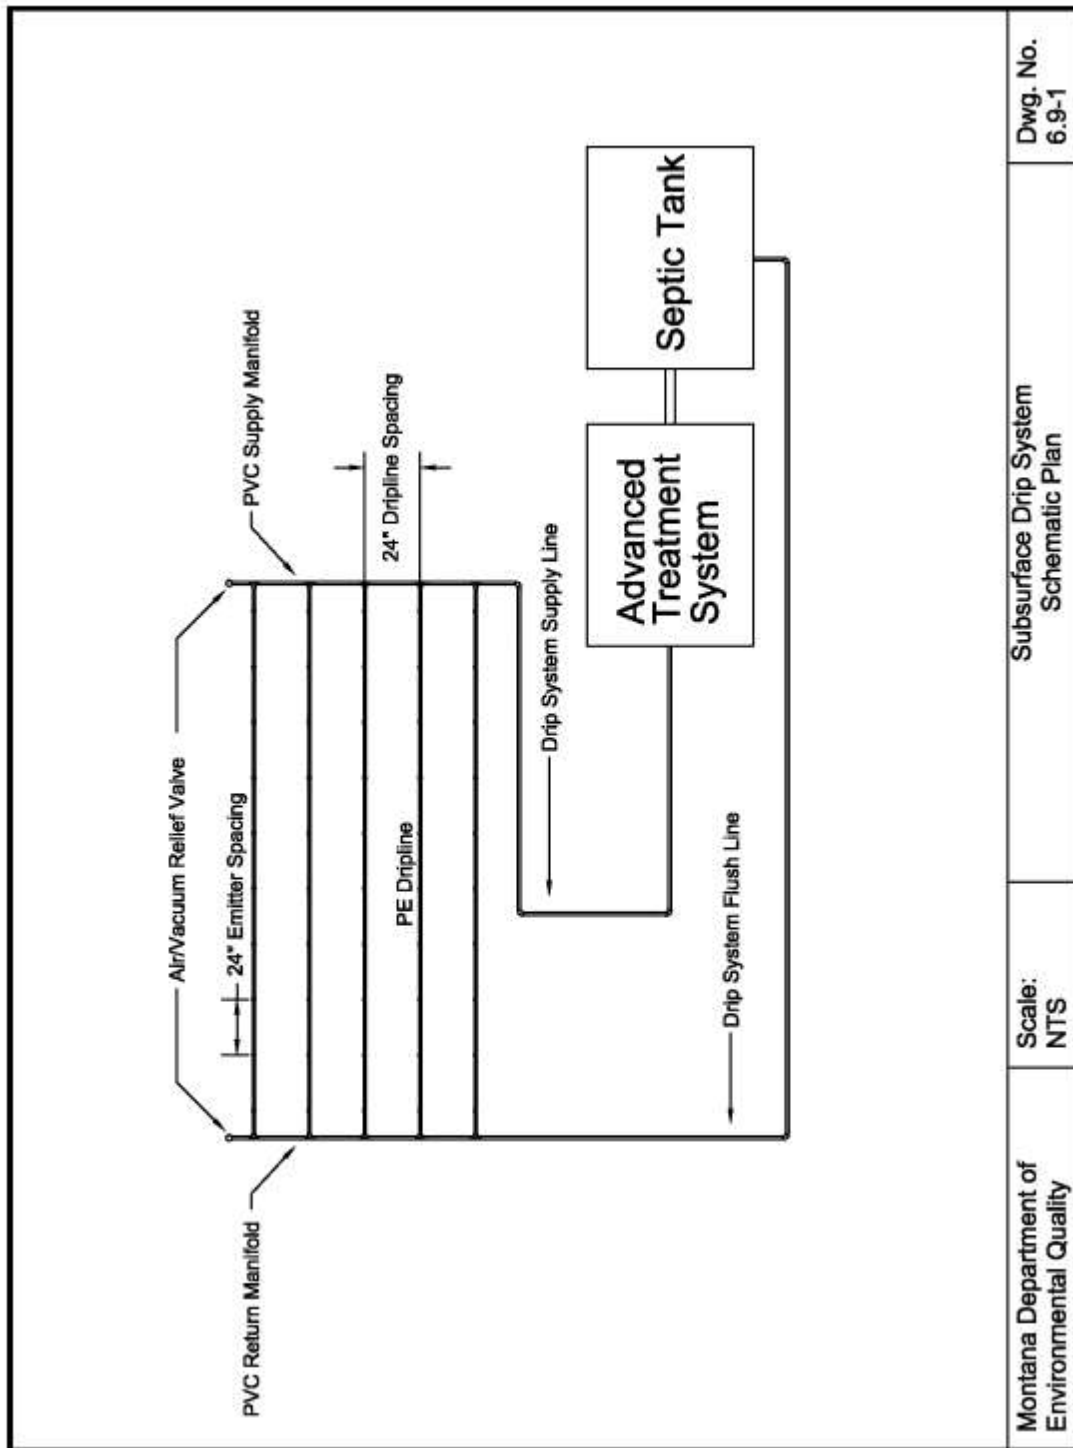 Air/Vacuum Relief Valve
24" Emitter Spacing
PVC Return Manifold
PVC Supply Manifold
24" Dripline Spacing
PE Dripline
Drip System Supply Line
Drip System Flush Line
Advanced
Treatment
System
Septic Tank
Montana Department of
Environmental Quality
Scale:
NTS
Subsurface Drip System
Schematic Plan
Dwg. No.
6.9-1